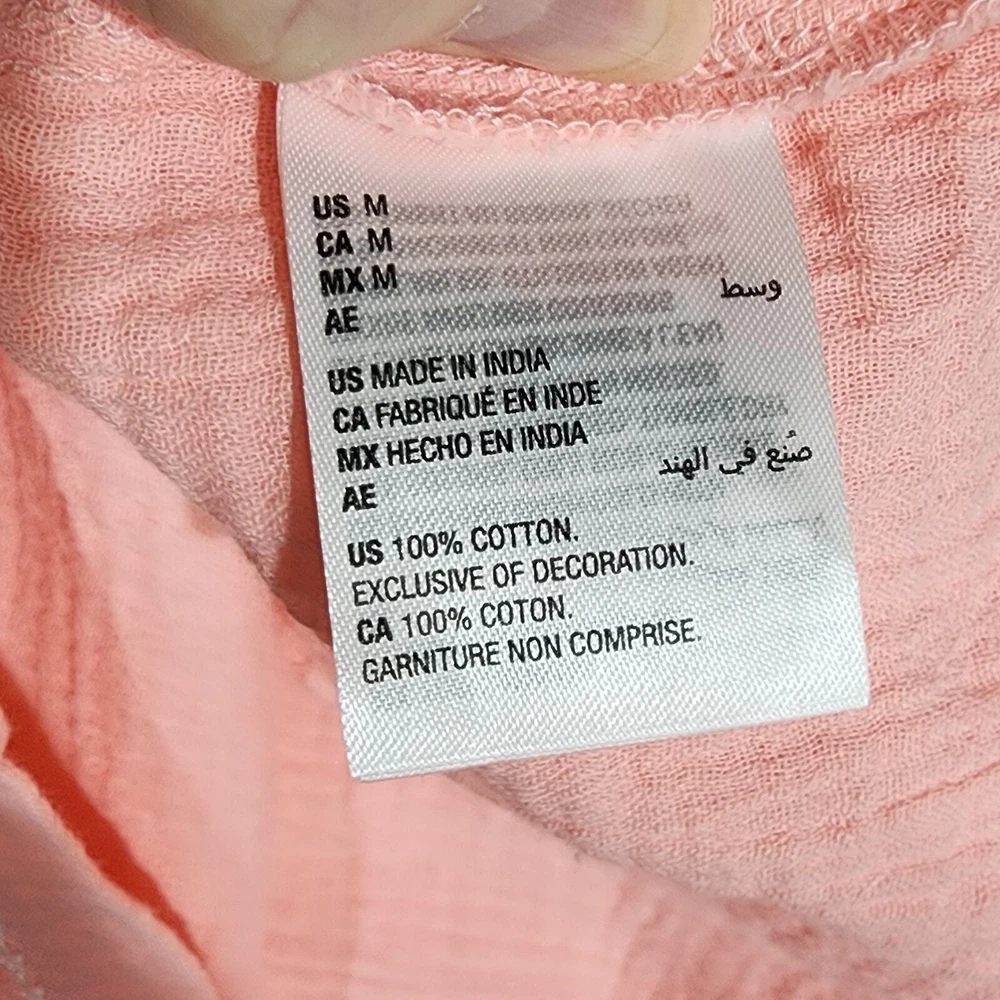 US M
CA M
MX M
AE وسط
US MADE IN INDIA
CA FABRIQUÉ EN INDE
MX HECHO EN INDIA
AE صُنع في الهند
US 100% COTTON.
EXCLUSIVE OF DECORATION.
CA 100% COTON.
GARNITURE NON COMPRISE.